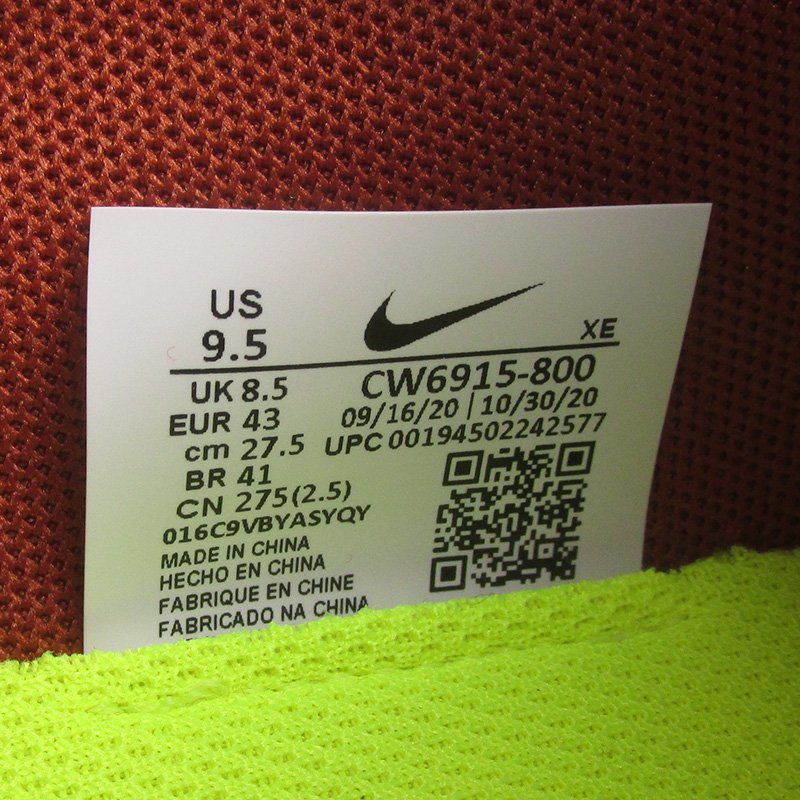 US
9.5
XE
UK 8.5
EUR 43
cm 27.5
BR 41
CN 275(2.5)
CW6915-800
09/16/20 | 10/30/20
UPC 00194502242577
016C9VBYASYQY
MADE IN CHINA
HECHO EN CHINA
FABRIQUE EN CHINE
FABRICADO NA CHINA